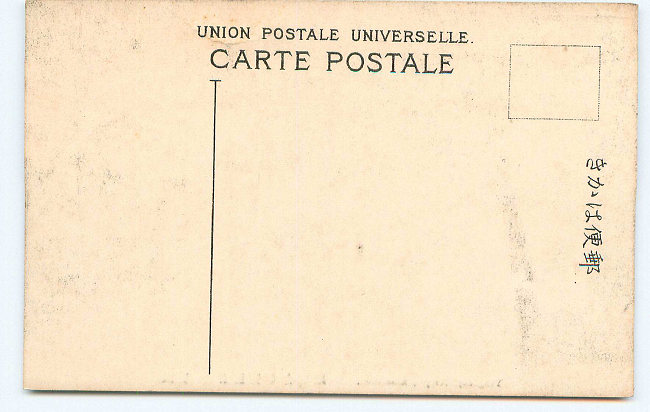 UNION POSTALE UNIVERSELLE.
CARTE POSTALE
きかは便郵